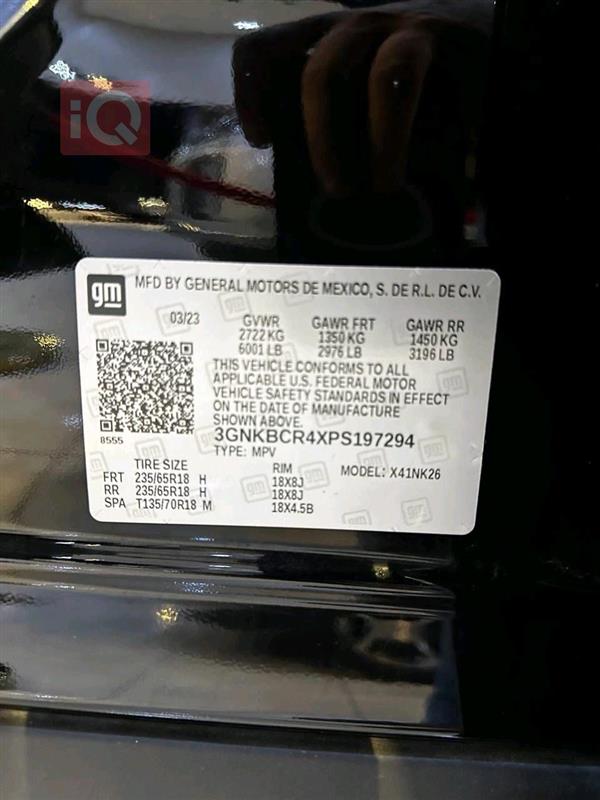 iQ
gm
MFD BY GENERAL MOTORS DE MEXICO, S. DE R.L. DE C.V.
03/23 GVWR GAWR FRT GAWR RR
2722 KG 1350 KG 1450 KG
6001 LB 2976 LB 3196 LB
THIS VEHICLE CONFORMS TO ALL
APPLICABLE U.S. FEDERAL MOTOR
VEHICLE SAFETY STANDARDS IN EFFECT
ON THE DATE OF MANUFACTURE
SHOWN ABOVE.
8555 3GNKBCR4XPS197294
TYPE: MPV
TIRE SIZE RIM MODEL: X41NK26
FRT 235/65R18 H 18X8J
RR 235/65R18 H 18X8J
SPA T135/70R18 M 18X4.5B